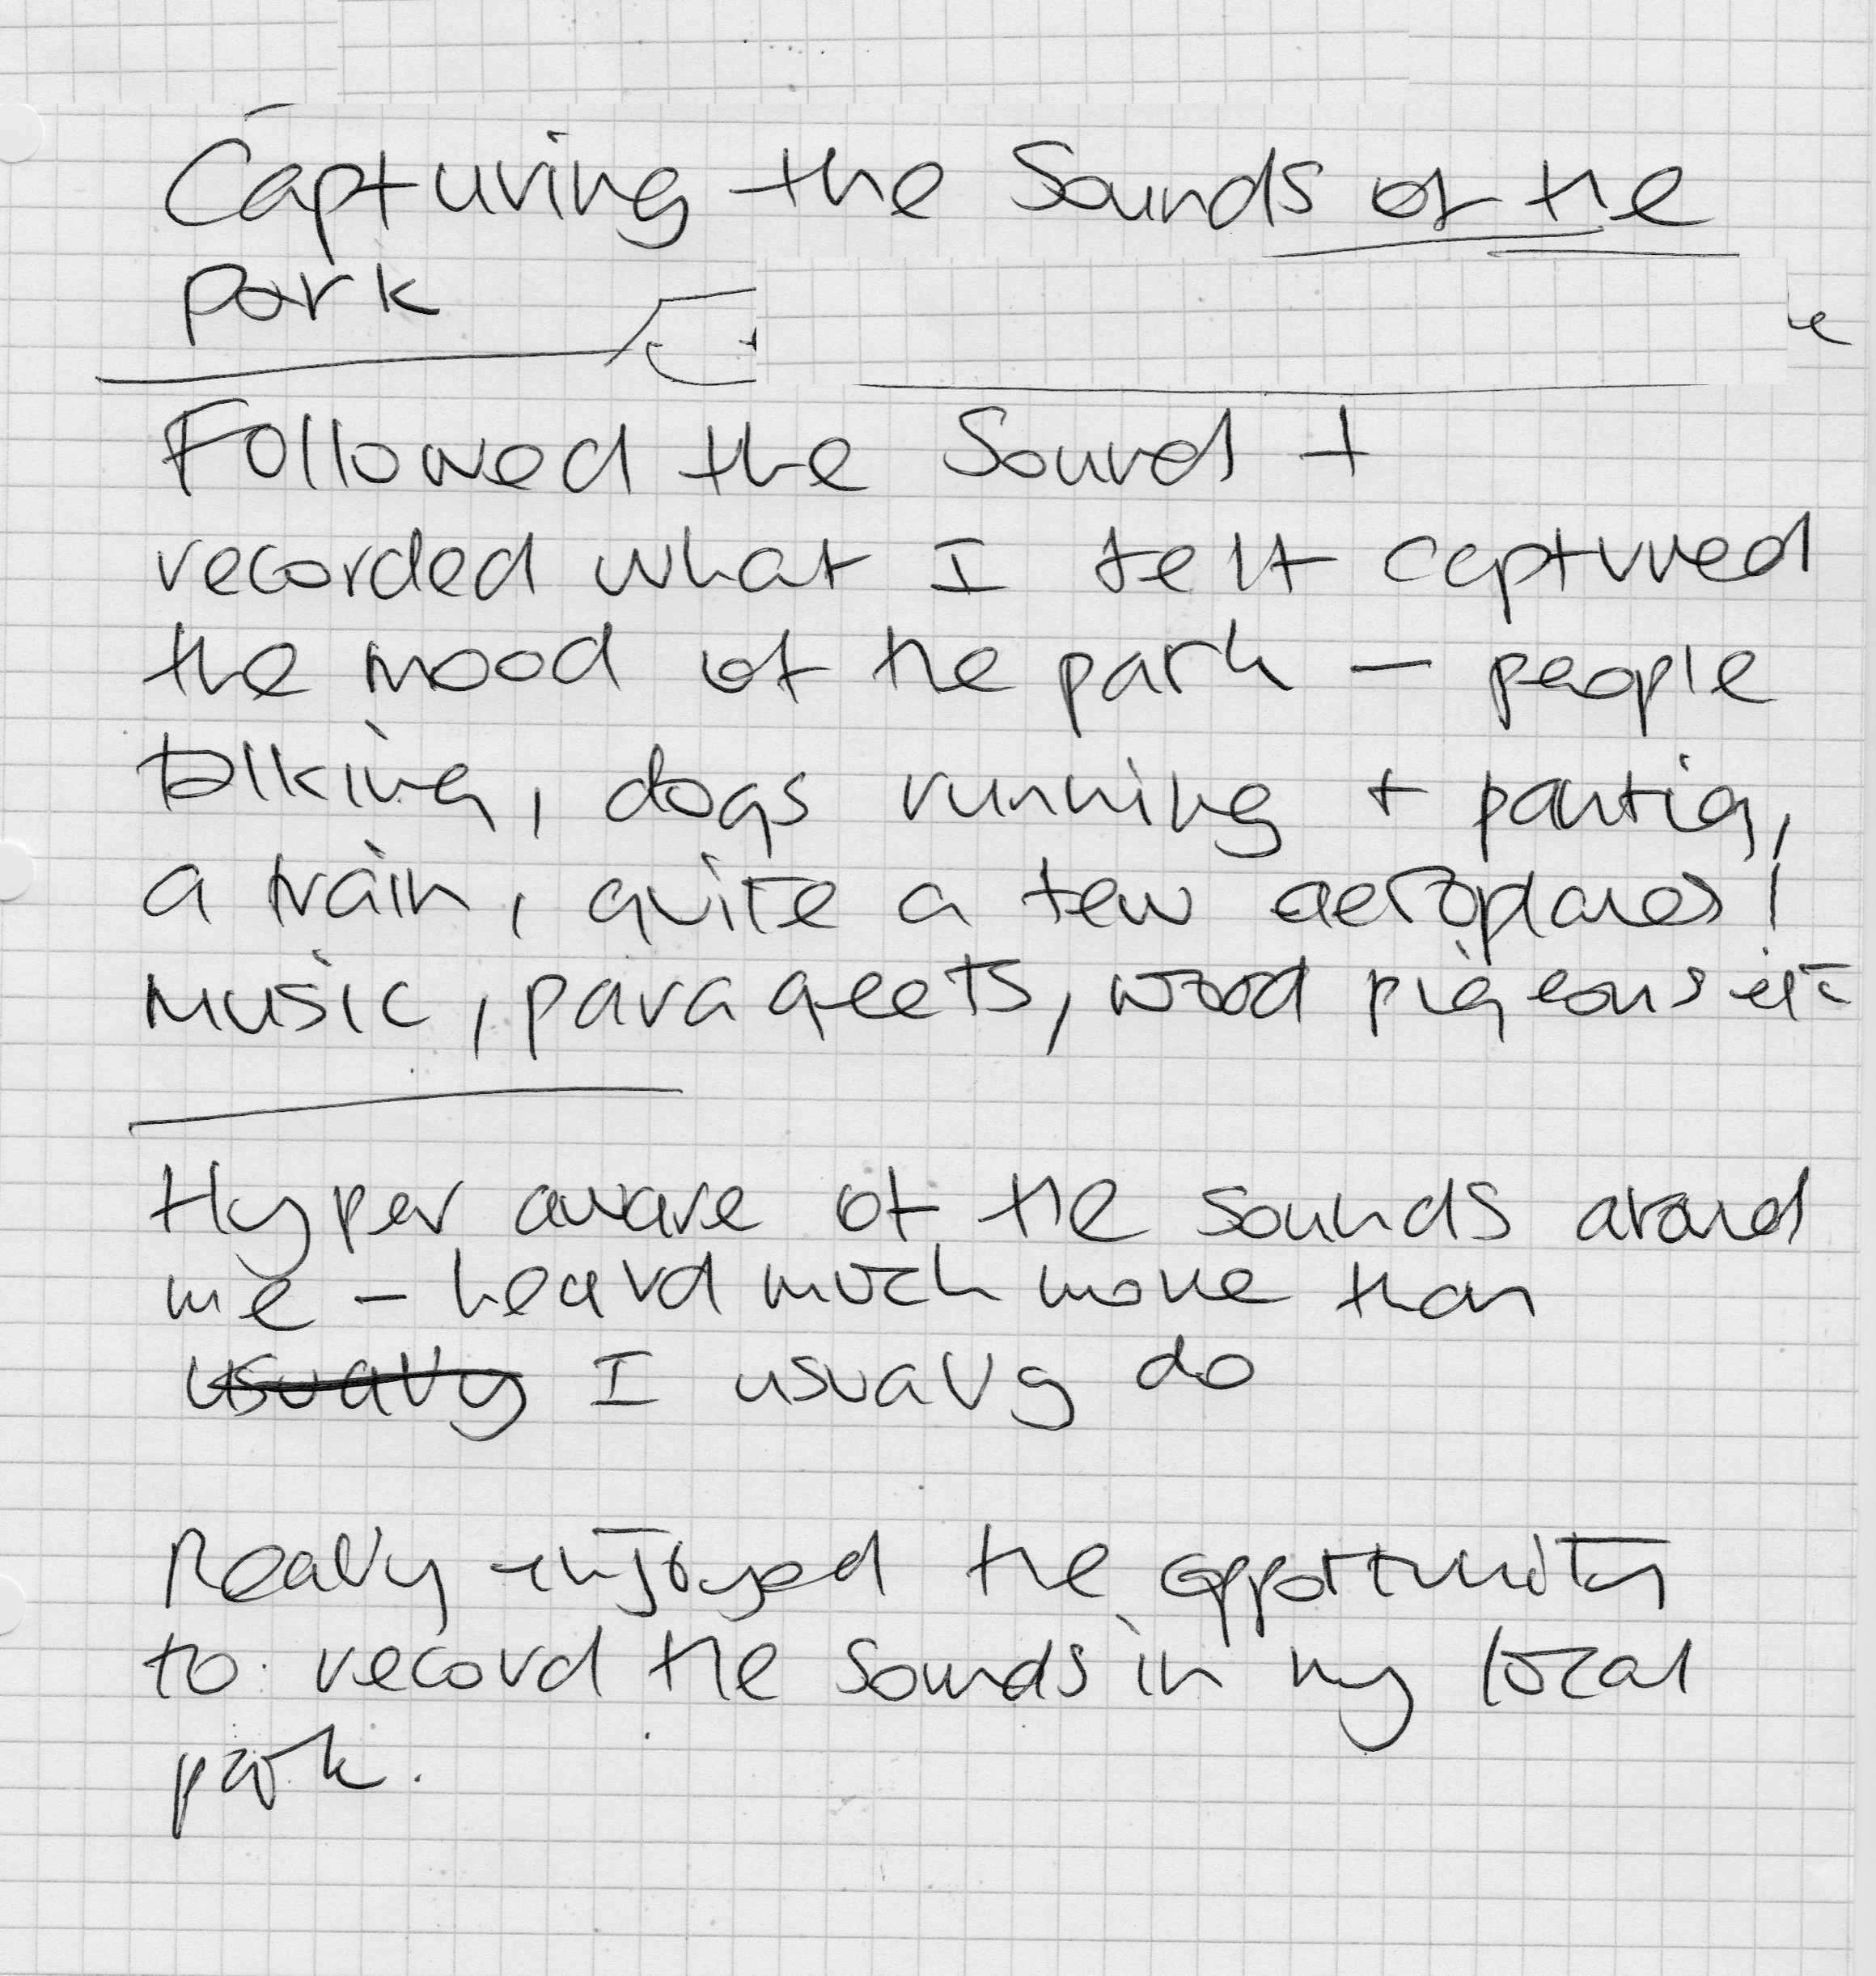 Capturing the Sounds of the
park
Followed the Sound +
recorded what I felt captured
the mood of the park - people
talking, dogs running + panting,
a train, quite a few aeroplanes!
Music, paraqeets, wood pigeons etc
Hyper aware of the sounds around
me - heard much more than
usually I usually do
Really enjoyed the opportunity
to record the sounds in my local
park.